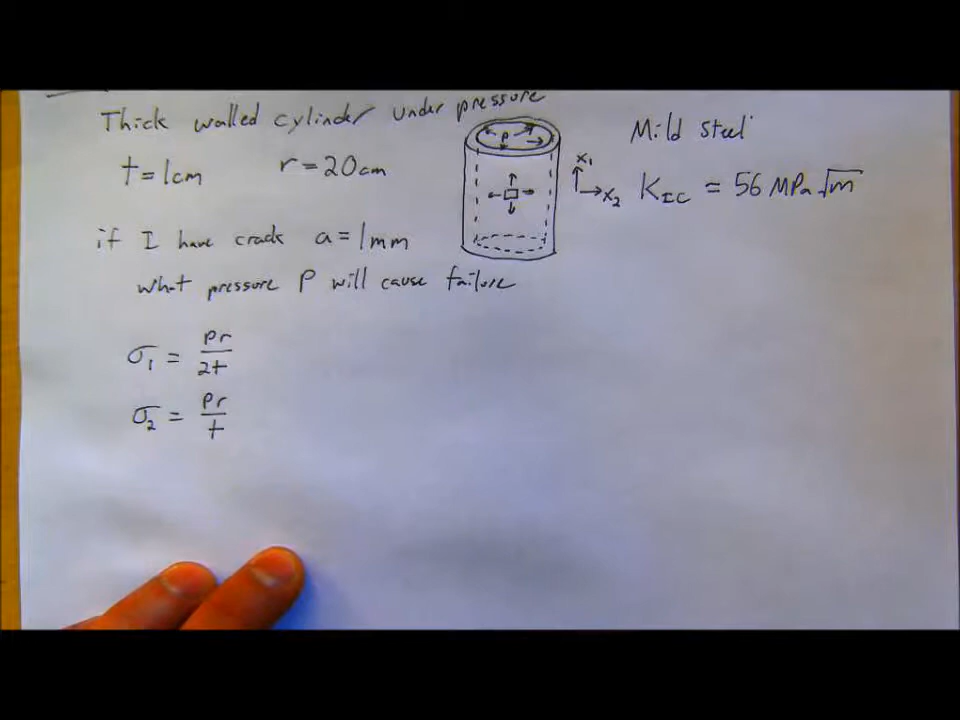 Thick walled cylinder under pressure
t = 1cm r = 20cm
if I have crack a = 1mm
what pressure P will cause failure
σ₁ = Pr/2t
σ₂ = Pr/t
P
x₁
x₂
Mild steel
K_IC = 56 MPa √m